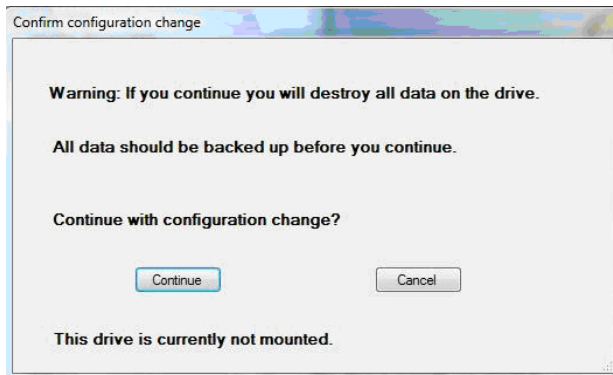 Confirm configuration change
Warning: If you continue you will destroy all data on the drive.
All data should be backed up before you continue.
Continue with configuration change?
Continue Cancel
This drive is currently not mounted.